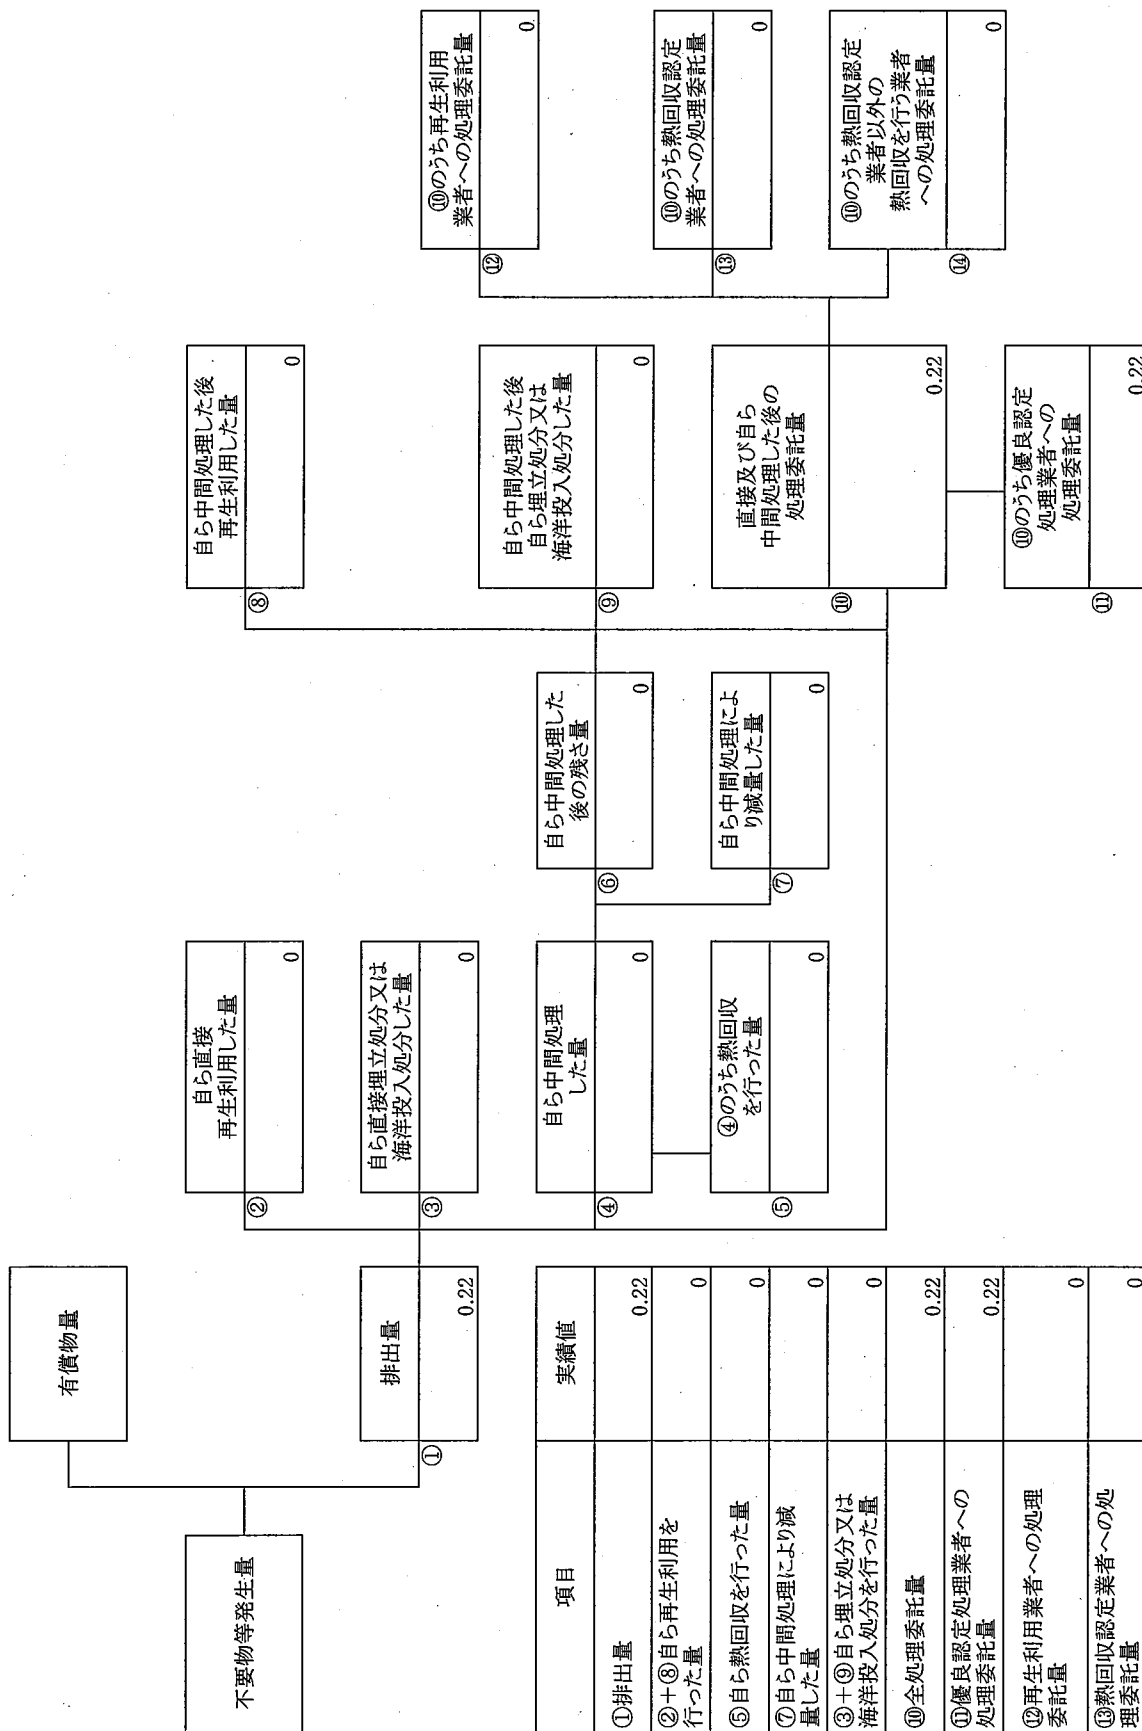 不要物等発生量
有償物量
①
排出量
0.22
②
自ら直接
再生利用した量
0
③
自ら直接埋立処分又は
海洋投入処分した量
0
④
自ら中間処理
した量
0
⑤
④のうち熱回収
を行った量
0
⑥
自ら中間処理した
後の残さ量
0
⑦
自ら中間処理によ
り減量した量
0
⑧
自ら中間処理した後
再生利用した量
0
⑨
自ら中間処理した後
自ら埋立処分又は
海洋投入処分した量
0
⑩
直接及び自ら
中間処理した後の
処理委託量
0.22
⑪
⑩のうち優良認定
処理業者への
処理委託量
0.22
⑫
⑩のうち再生利用
業者への処理委託量
0
⑬
⑩のうち熱回収認定
業者への処理委託量
0
⑭
⑩のうち熱回収認定
業者以外の
熱回収を行う業者
への処理委託量
0
項目
実績値
①排出量
0.22
②+⑧自ら再生利用を
行った量
0
⑤自ら熱回収を行った量
0
⑦自ら中間処理により減
量した量
0
③+⑨自ら埋立処分又は
海洋投入処分を行った量
0
⑩全処理委託量
0.22
⑪優良認定処理業者への
処理委託量
0.22
⑫再生利用業者への処理
委託量
0
⑬熱回収認定業者への処
理委託量
0